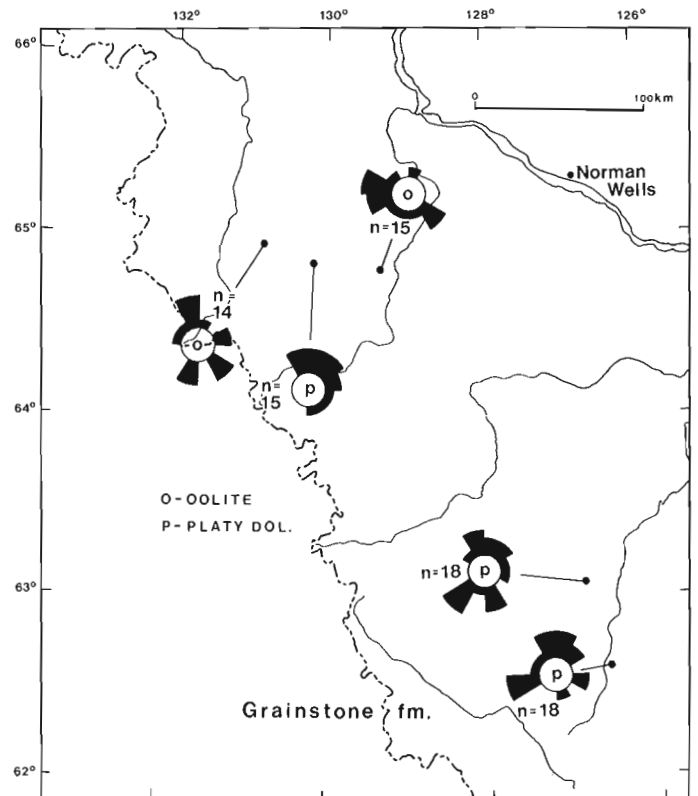 132° 130° 128° 126°
66°
0 100km
Norman
Wells
O
n=15
65°
n=
14
O
P
n=
15
64°
O-OOLITE
P-PLATY DOL.
n=18 P
63°
P
n=18
Grainstone fm.
62°